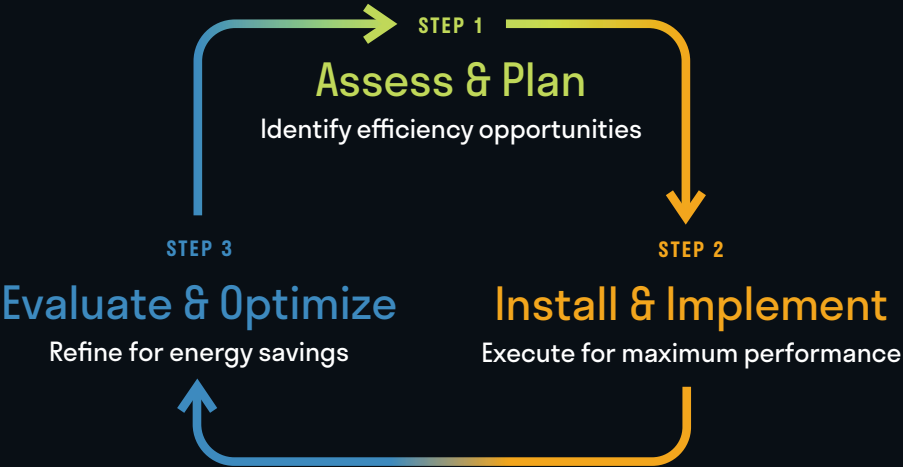 STEP 1
Assess & Plan
Identify efficiency opportunities
STEP 3
Evaluate & Optimize
Refine for energy savings
STEP 2
Install & Implement
Execute for maximum performance